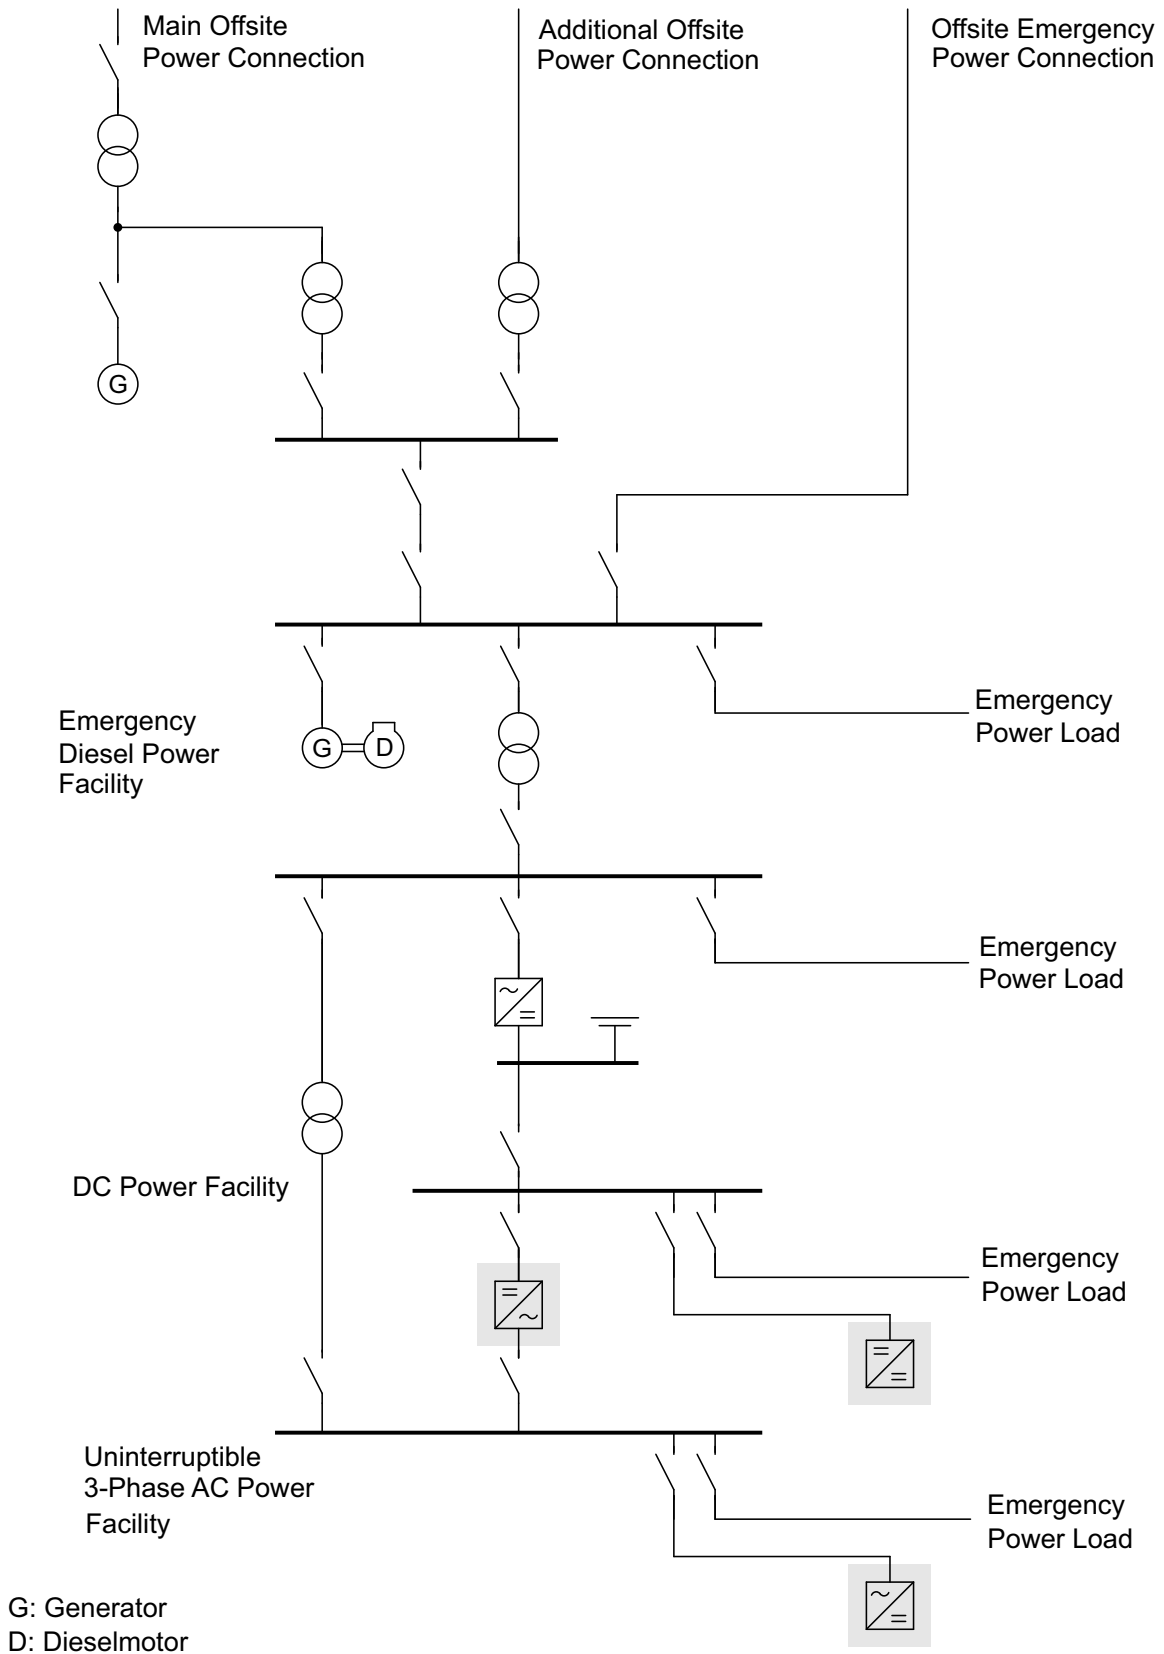 Main Offsite
Power Connection
Additional Offsite
Power Connection
Offsite Emergency
Power Connection
G
Emergency
Power Load
Emergency
Diesel Power
Facility
G
D
Emergency
Power Load
DC Power Facility
Emergency
Power Load
Uninterruptible
3-Phase AC Power
Facility
Emergency
Power Load
G: Generator
D: Dieselmotor